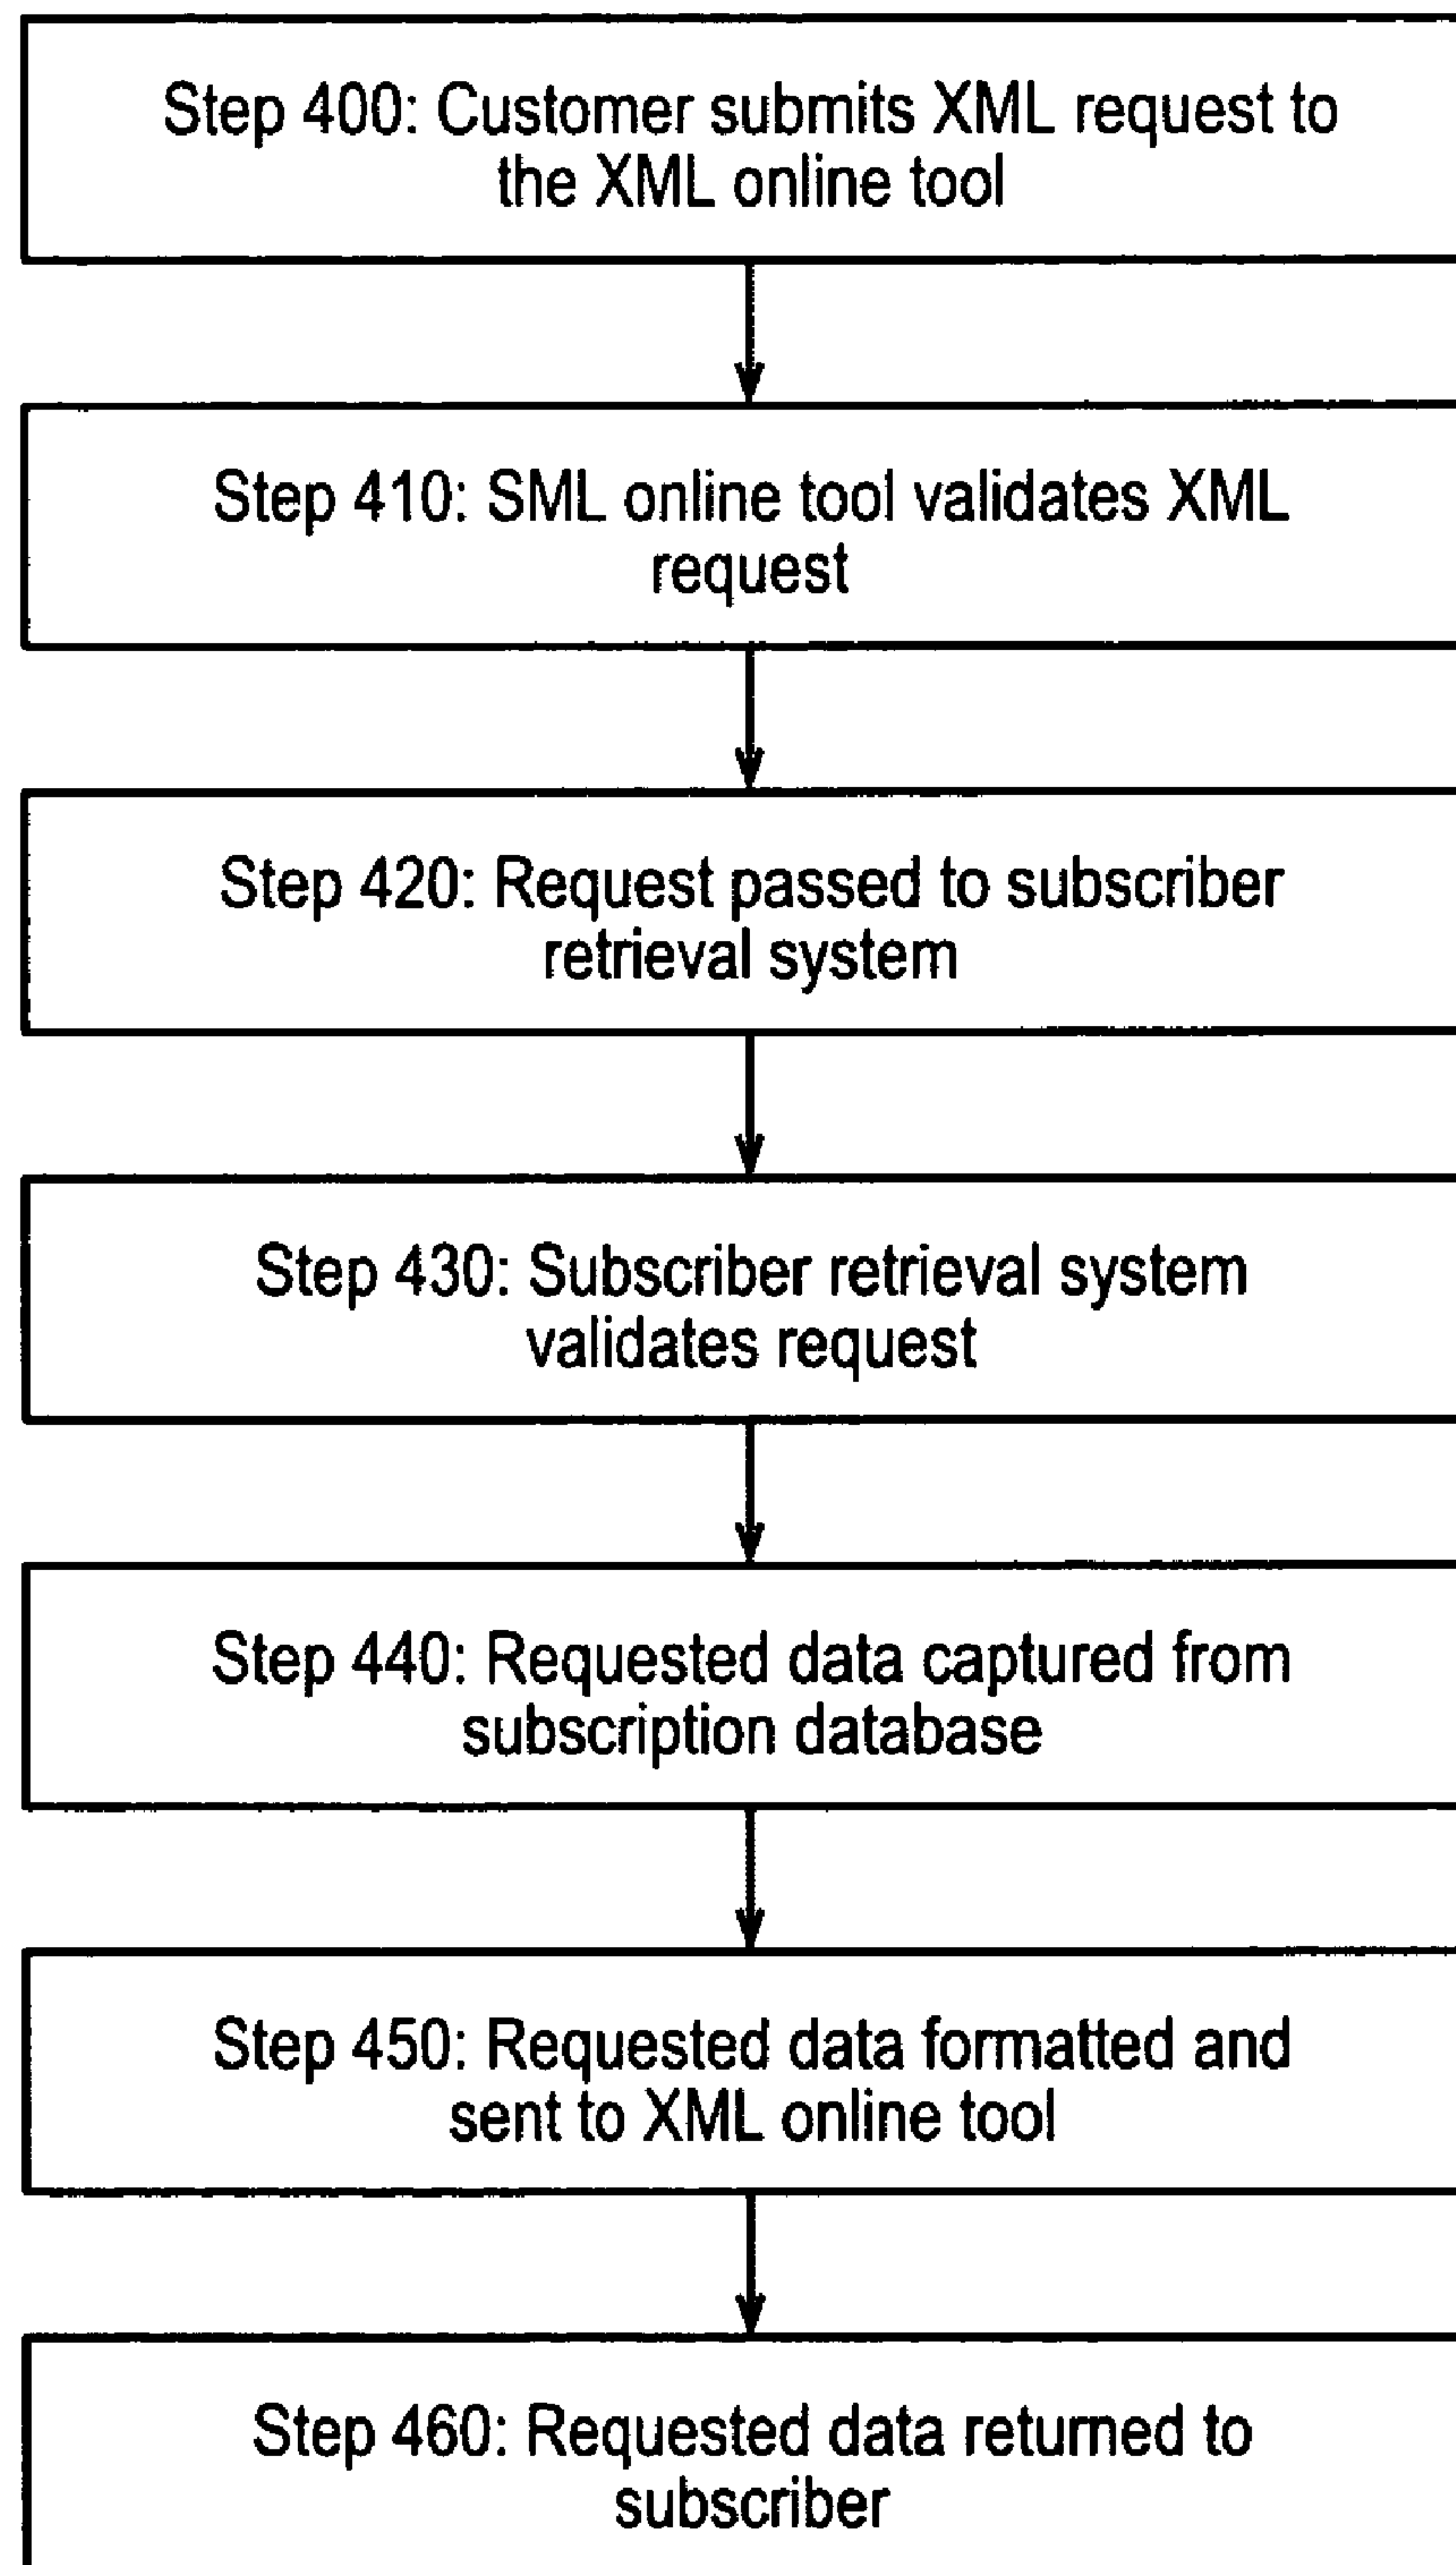 Step 400: Customer submits XML request to
the XML online tool
Step 410: SML online tool validates XML
request
Step 420: Request passed to subscriber
retrieval system
Step 430: Subscriber retrieval system
validates request
Step 440: Requested data captured from
subscription database
Step 450: Requested data formatted and
sent to XML online tool
Step 460: Requested data returned to
subscriber